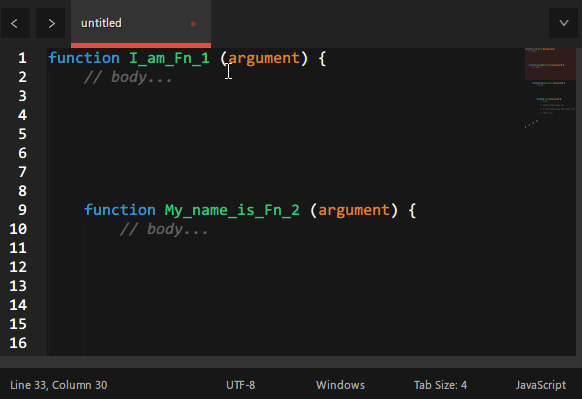 untitled
1 function I_am_Fn_1 (argument) {
2 // body...
3
4
5
6
7
8
9 function My_name_is_Fn_2 (argument) {
10 // body...
11
12
13
14
15
16
Line 33, Column 30 UTF-8 Windows Tab Size: 4 JavaScript